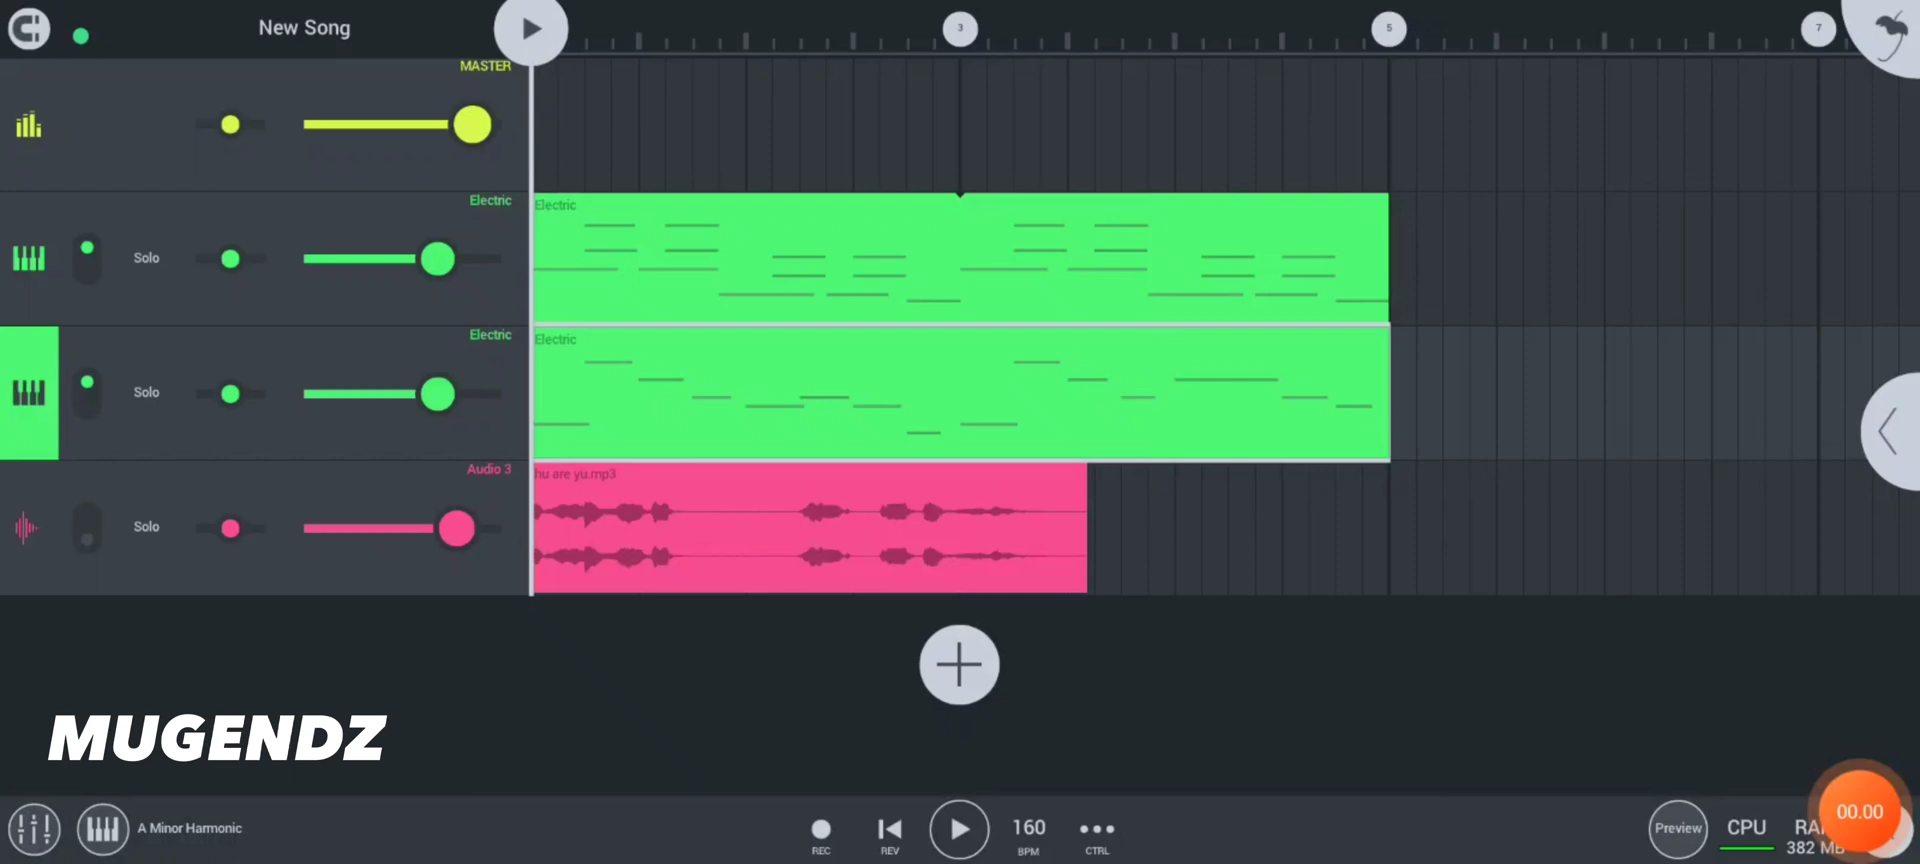 New Song
3
5
7
MASTER
Electric
Solo
Electric
Electric
Solo
Electric
Audio 3
Solo
hu are yu.mp3
MUGENDZ
A Minor Harmonic
REC
REV
160
BPM
CTRL
Preview
CPU
382
00.00